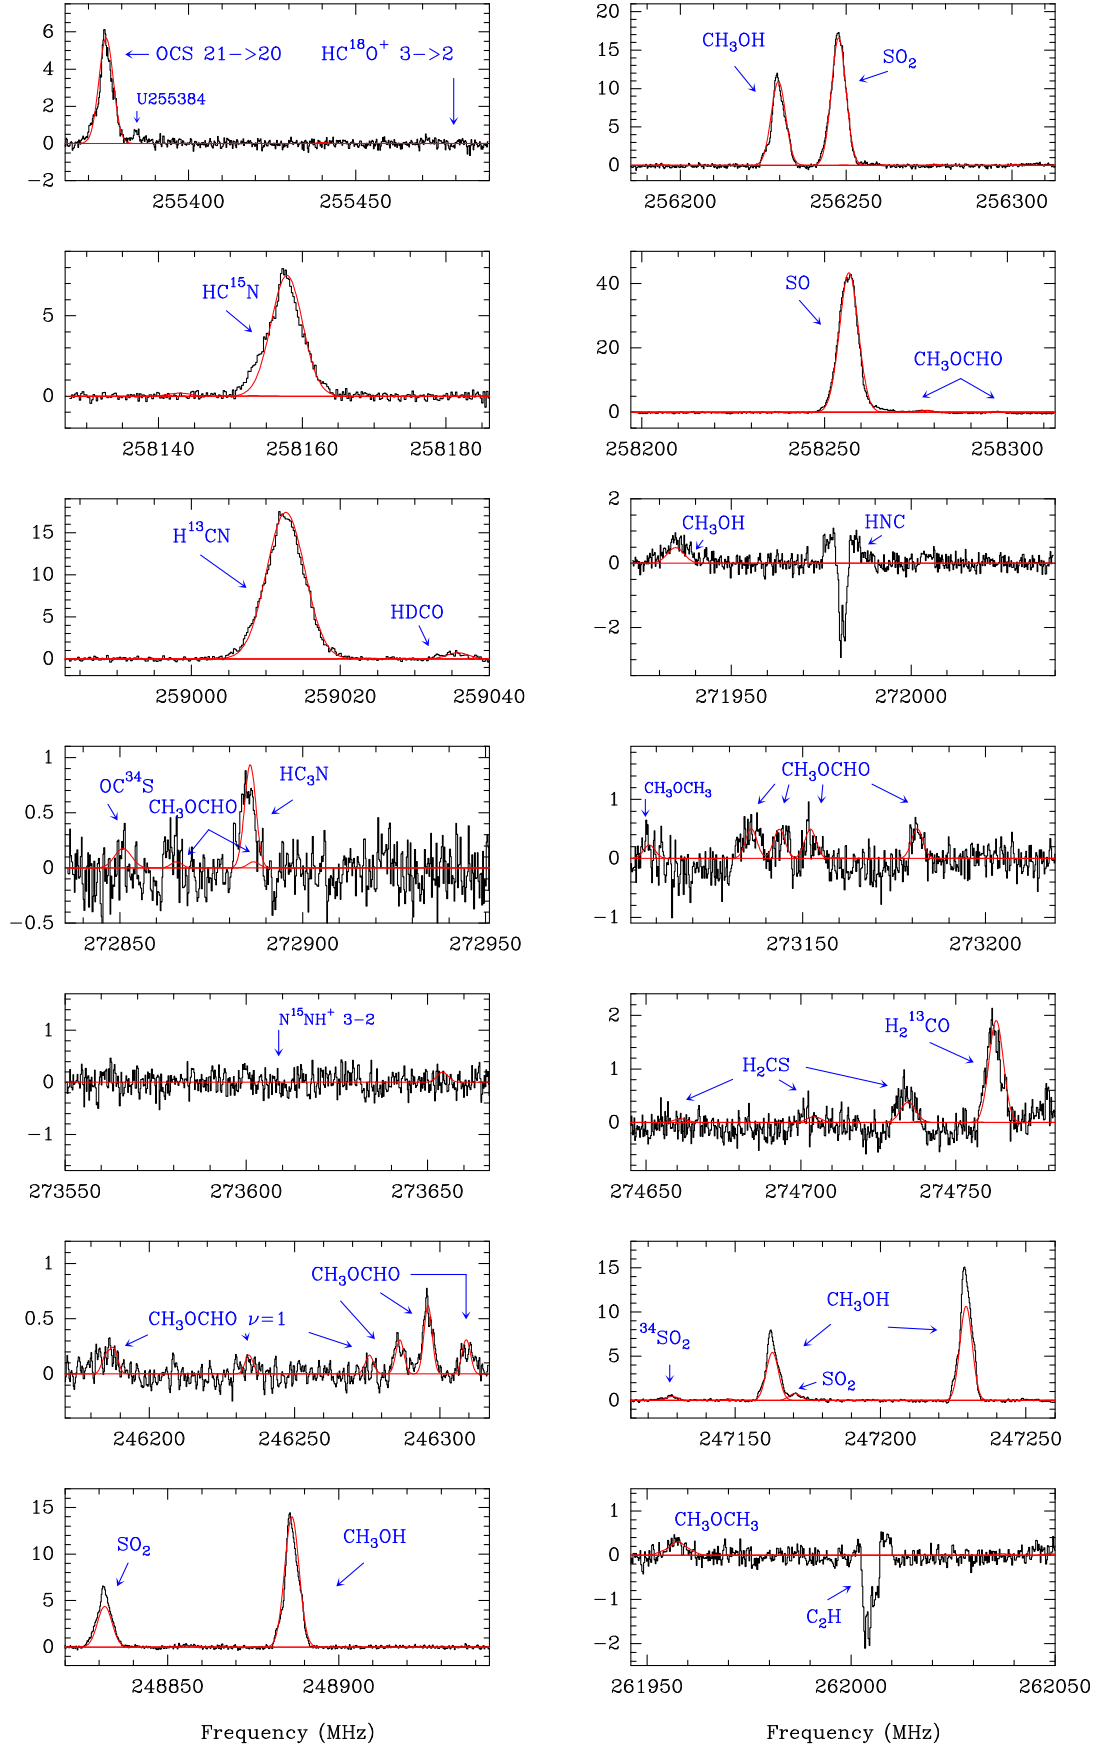 6
4
2
0
−2
OCS 21−>20
HC¹⁸O⁺ 3−>2
U255384
255400
255450
20
15
10
5
0
CH₃OH
SO₂
256200
256250
256300
5
0
HC¹⁵N
258140
258160
258180
40
20
0
SO
CH₃OCHO
258200
258250
258300
15
10
5
0
H¹³CN
HDCO
259000
259020
259040
2
0
−2
CH₃OH
HNC
271950
272000
1
0.5
0
−0.5
OC³⁴S
CH₃OCHO
HC₃N
272850
272900
272950
1
0
−1
CH₃OCH₃
CH₃OCHO
273150
273200
1
0
−1
N¹⁵NH⁺ 3−2
273550
273600
273650
2
1
0
H₂CS
H₂¹³CO
274650
274700
274750
1
0.5
0
CH₃OCHO
CH₃OCHO ν=1
246200
246250
246300
15
10
5
0
³⁴SO₂
CH₃OH
SO₂
247150
247200
247250
15
10
5
0
SO₂
CH₃OH
248850
248900
1
0
−1
−2
CH₃OCH₃
C₂H
261950
262000
262050
Frequency (MHz)
Frequency (MHz)